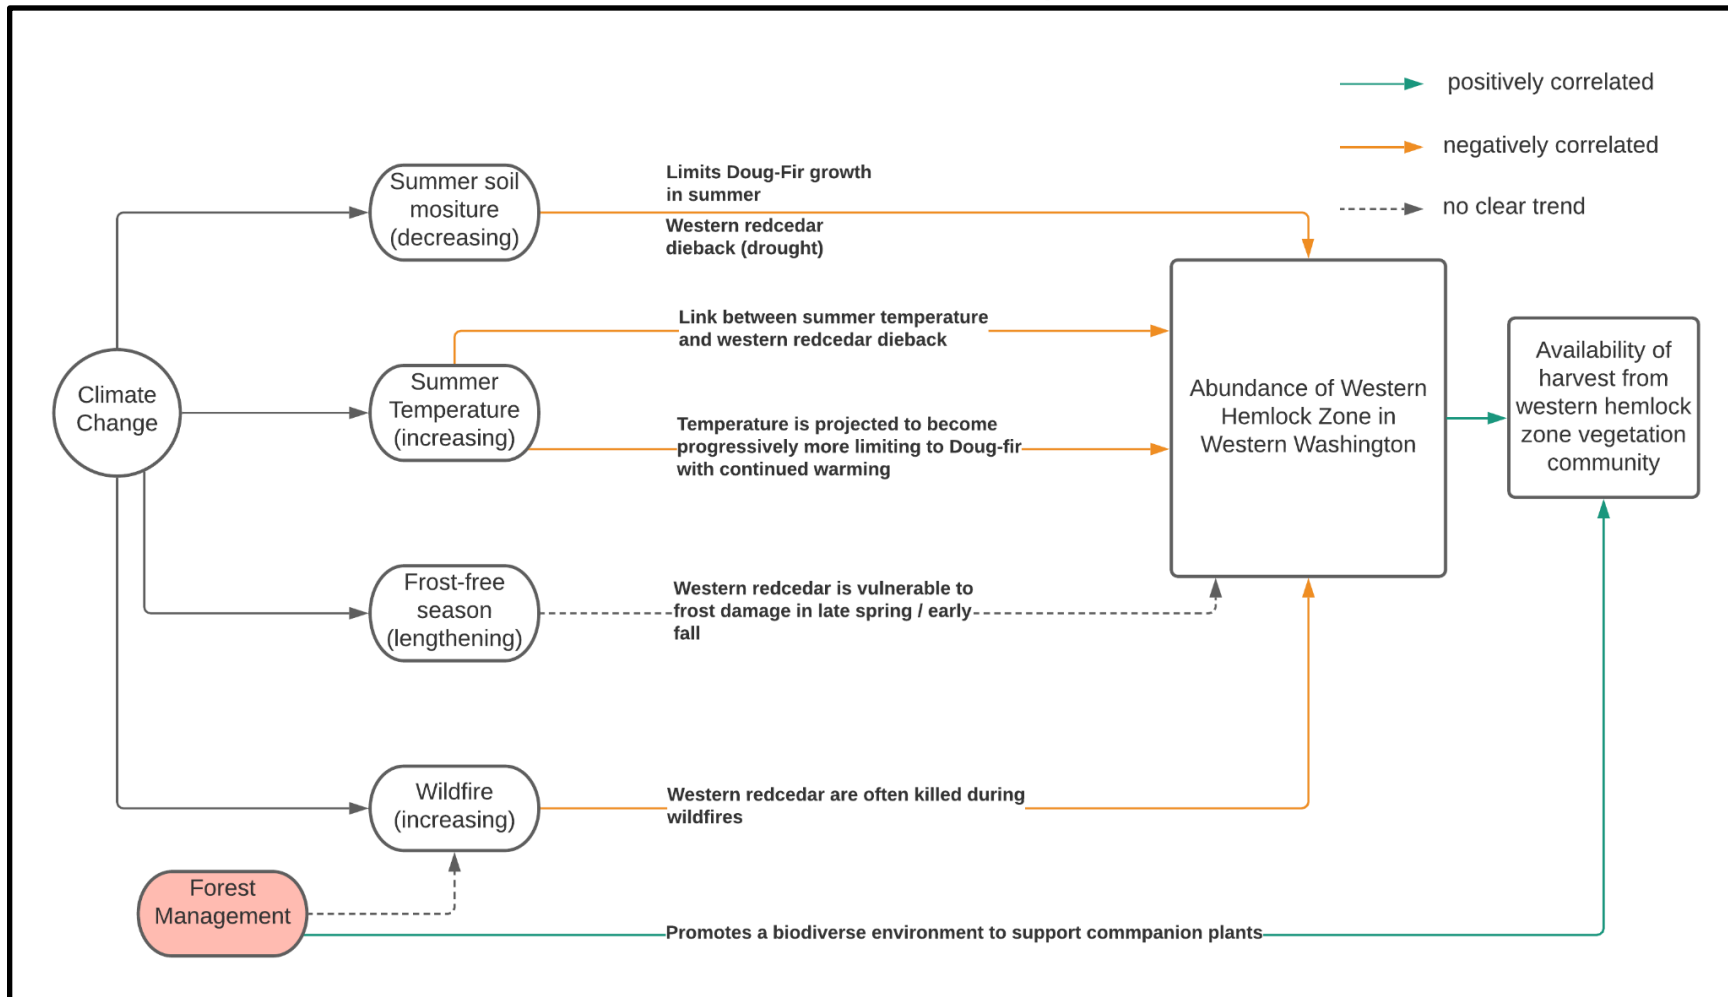 positively correlated
negatively correlated
no clear trend
Summer soil
mositure
(decreasing)
Limits Doug-Fir growth
in summer
Western redcedar
dieback (drought)
Link between summer temperature
and western redcedar dieback
Climate
Change
Summer
Temperature
(increasing)
Temperature is projected to become
progressively more limiting to Doug-fir
with continued warming
Abundance of Western
Hemlock Zone in
Western Washington
Availability of
harvest from
western hemlock
zone vegetation
community
Frost-free
season
(lengthening)
Western redcedar is vulnerable to
frost damage in late spring / early
fall
Wildfire
(increasing)
Western redcedar are often killed during
wildfires
Forest
Management
Promotes a biodiverse environment to support commpanion plants